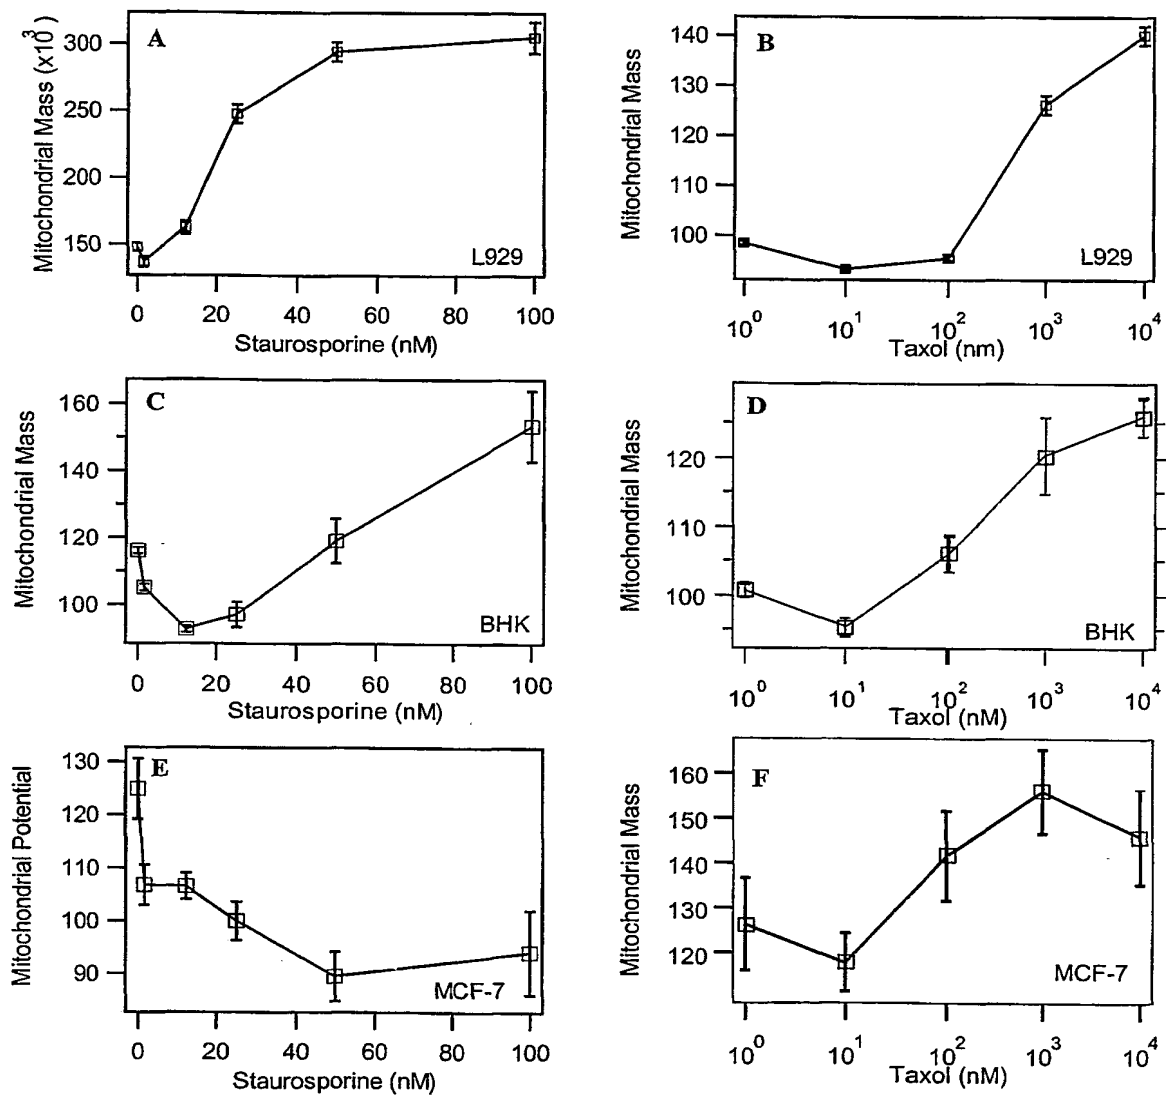 A
Mitochondrial Mass (x10³)
300
250
200
150
L929
0 20 40 60 80 100
Staurosporine (nM)
B
Mitochondrial Mass
140
130
120
110
100
L929
10⁰ 10¹ 10² 10³ 10⁴
Taxol (nm)
C
Mitochondrial Mass
160
140
120
100
BHK
0 20 40 60 80 100
Staurosporine (nM)
D
Mitochondrial Mass
120
110
100
BHK
10⁰ 10¹ 10² 10³ 10⁴
Taxol (nM)
E
Mitochondrial Potential
130
120
110
100
90
MCF-7
0 20 40 60 80 100
Staurosporine (nM)
F
Mitochondrial Mass
160
150
140
130
120
MCF-7
10⁰ 10¹ 10² 10³ 10⁴
Taxol (nM)